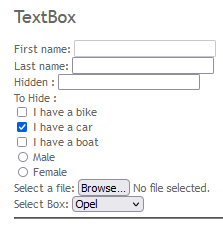 TextBox
First name:
Last name:
Hidden :
To Hide :
I have a bike
I have a car
I have a boat
Male
Female
Select a file: Browse... No file selected.
Select Box: Opel